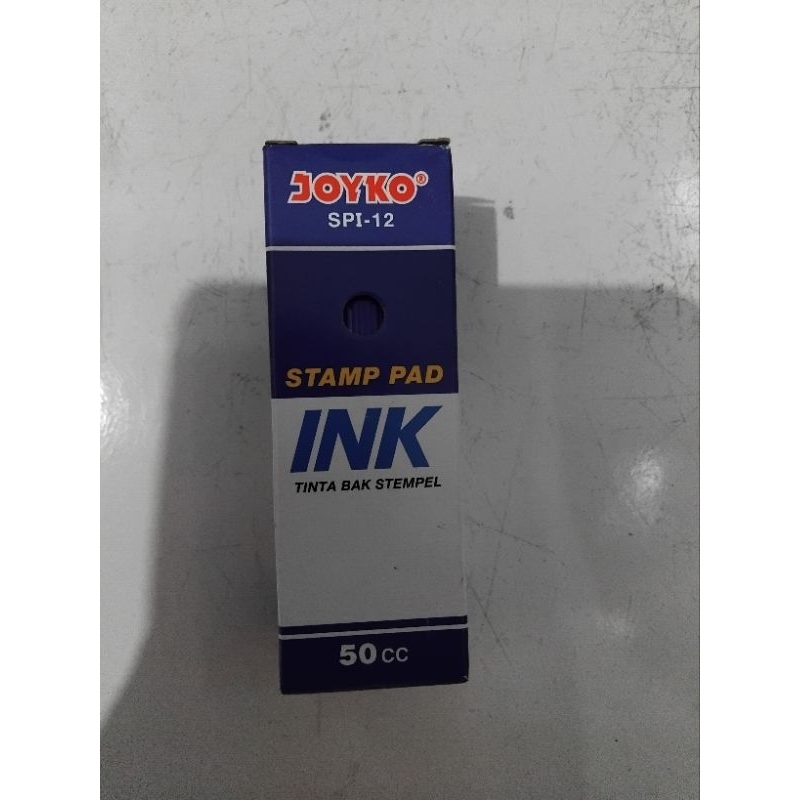 JOYKO®
SPI-12
STAMP PAD
INK
TINTA BAK STEMPEL
50 CC